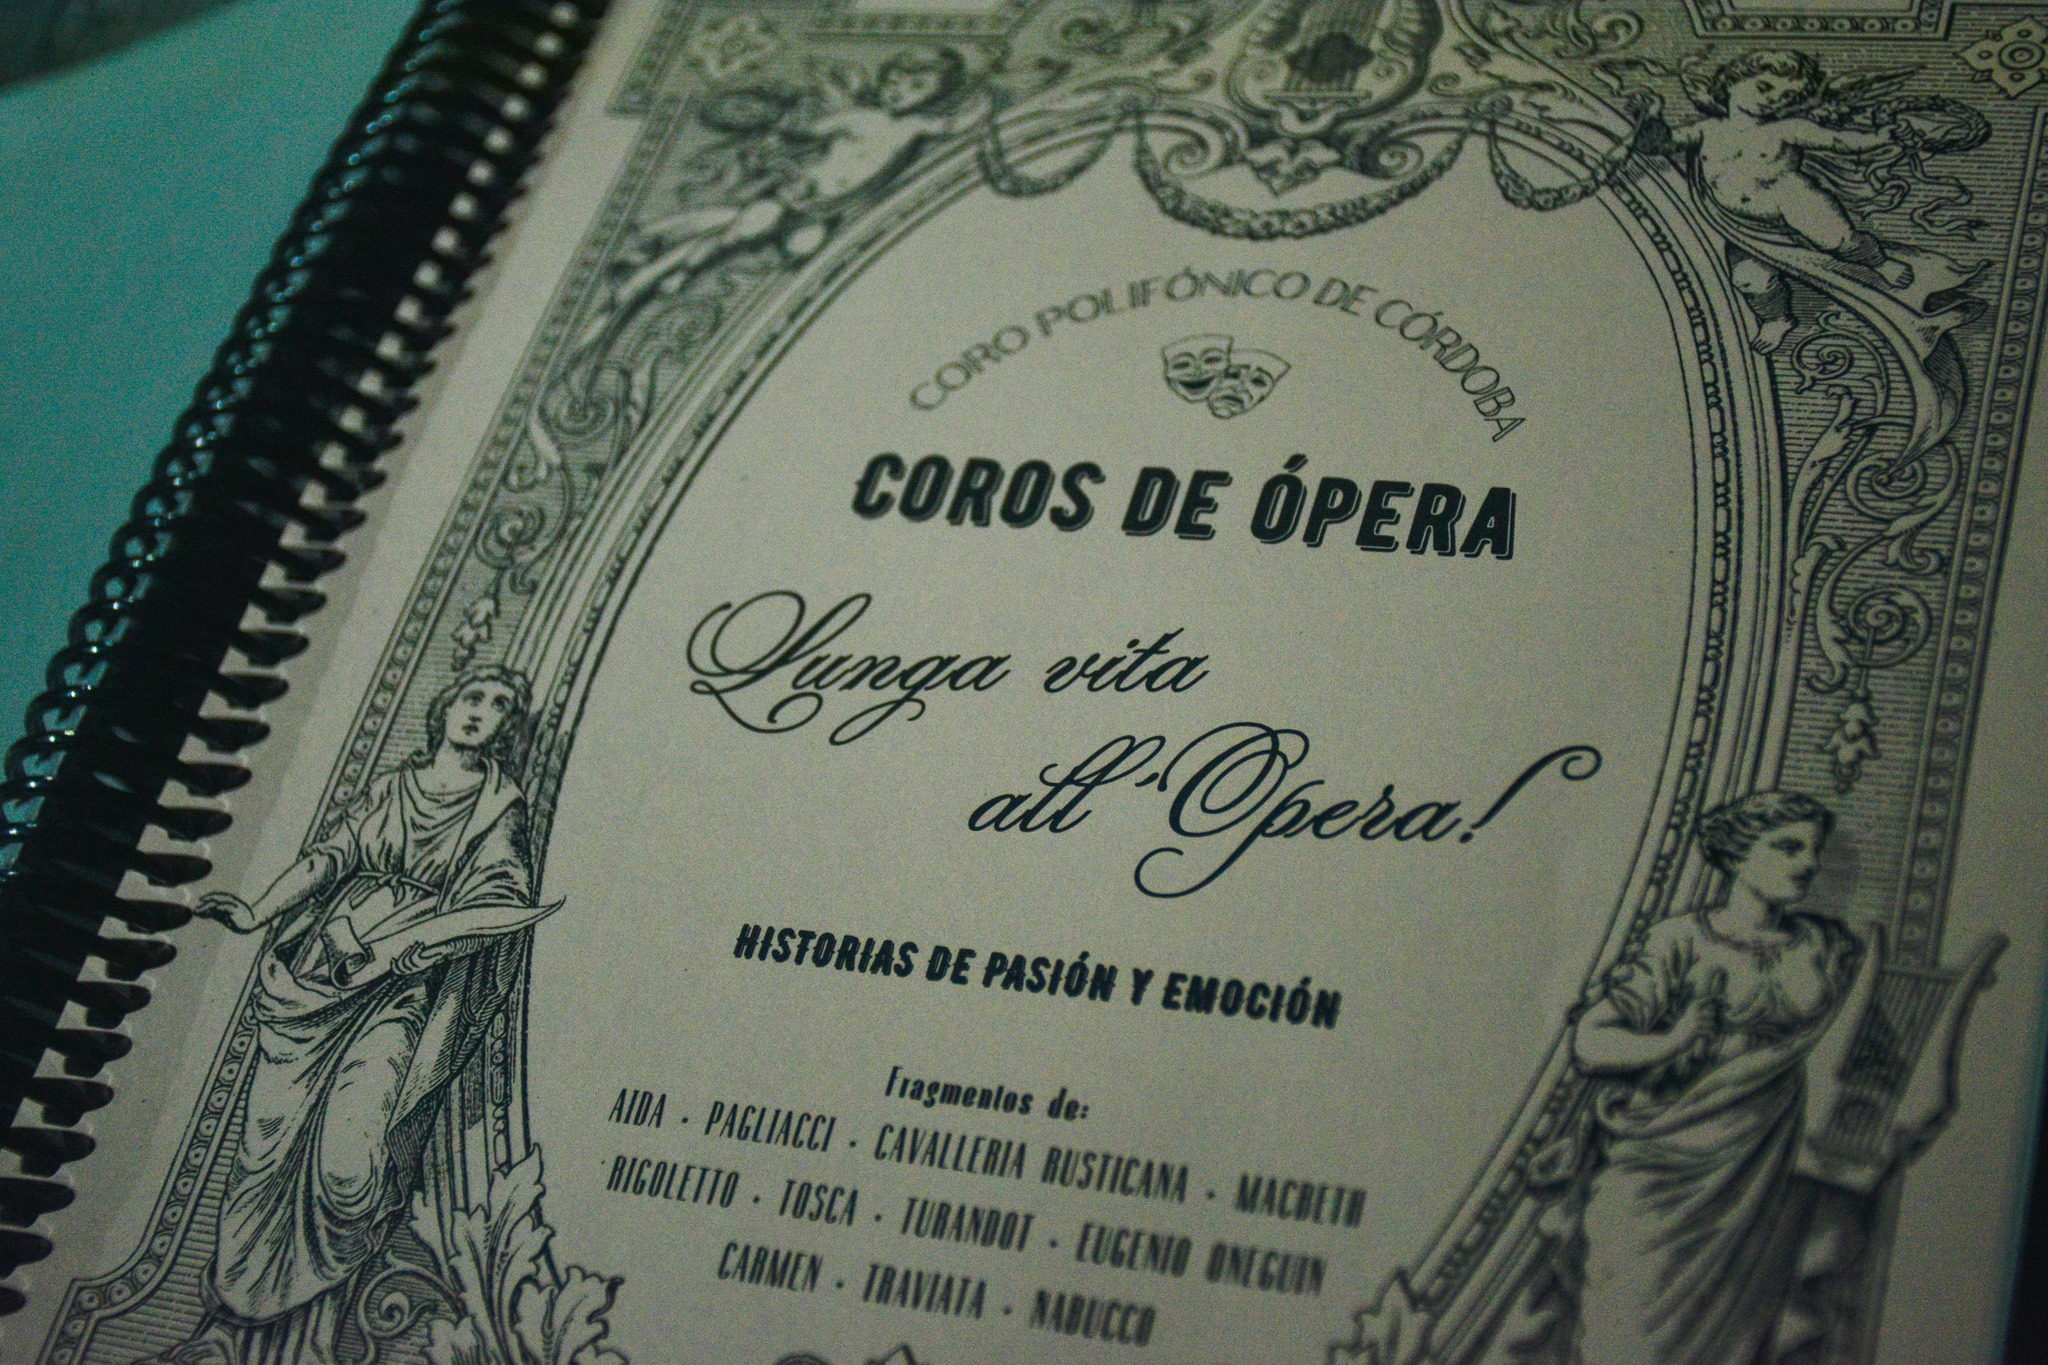 CORO POLIFÓNICO DE CÓRDOBA
COROS DE ÓPERA
Lunga vita
all'Opera!
HISTORIAS DE PASIÓN Y EMOCIÓN
Fragmentos de:
AIDA . PAGLIACCI . CAVALLERIA RUSTICANA . MACBETH
RIGOLETTO . TOSCA . TURANDOT . EUGENIO ONEGUIN
CARMEN . TRAVIATA . NABUCCO